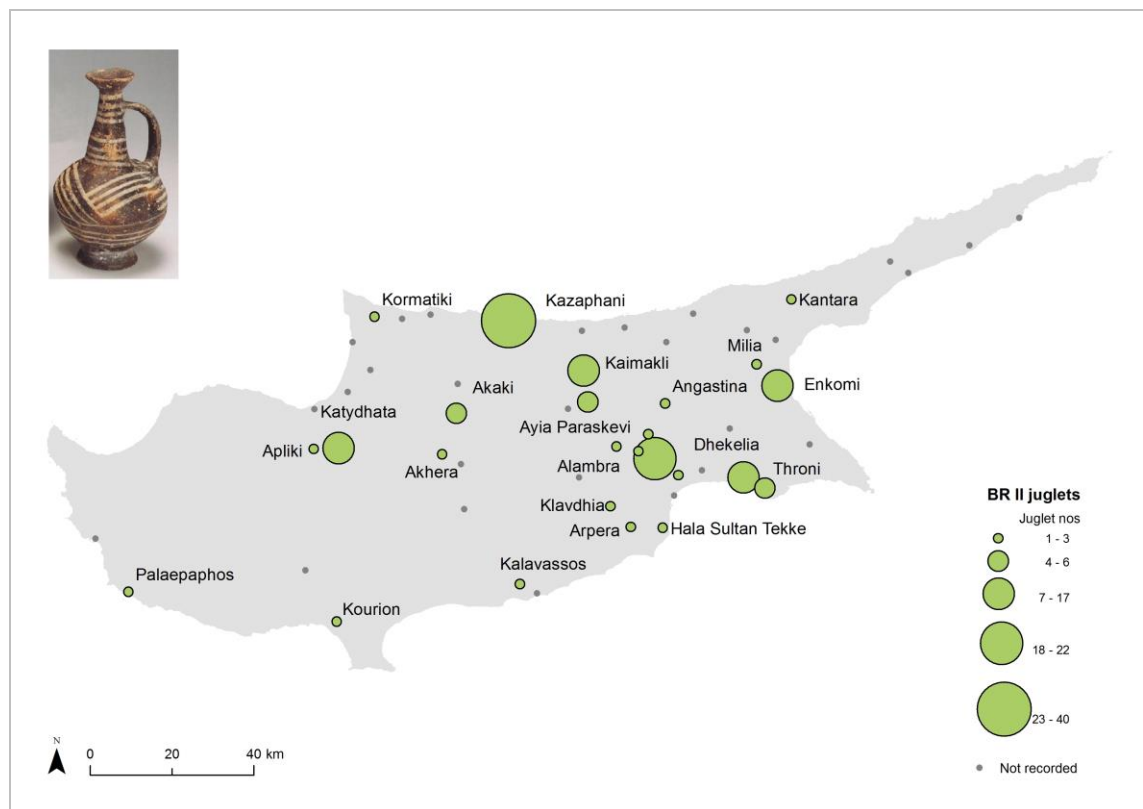 Kormatiki
Kazaphani
Kantara
Milia
Kaimakli
Enkomi
Akaki
Angastina
Katydhata
Ayia Paraskevi
Dhekelia
Apliki
Akhera
Alambra
Throni
Klavdhia
Arpera
Hala Sultan Tekke
Kalavassos
Palaepaphos
Kourion
BR II juglets
Juglet nos
1 - 3
4 - 6
7 - 17
18 - 22
23 - 40
Not recorded
N
0 20 40 km